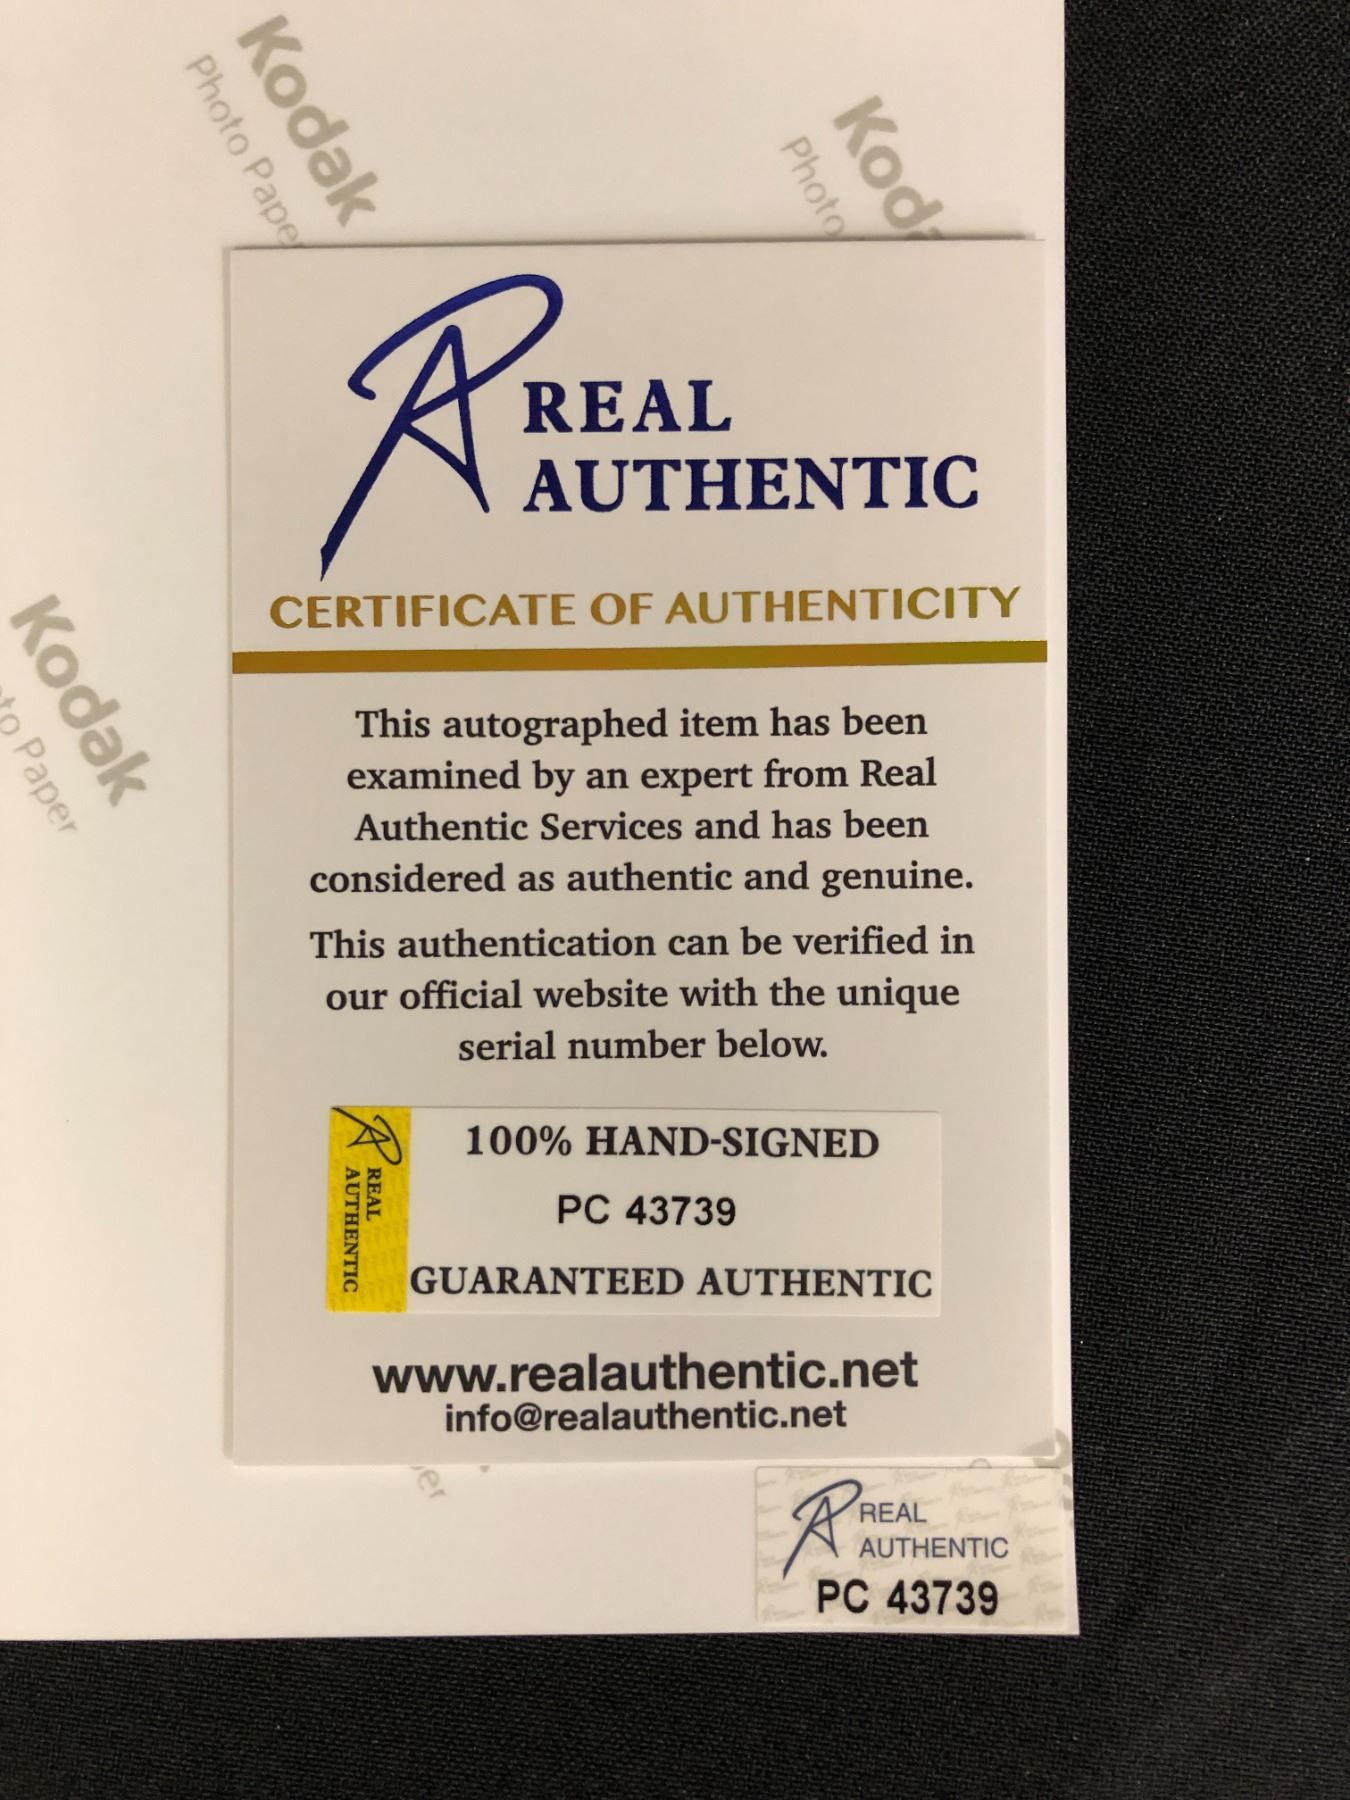 Kodak
Photo Paper
Photo
Kodak
Photo Paper
REAL
AUTHENTIC
CERTIFICATE OF AUTHENTICITY
This autographed item has been
examined by an expert from Real
Authentic Services and has been
considered as authentic and genuine.
This authentication can be verified in
our official website with the unique
serial number below.
REAL
AUTHENTIC
100% HAND-SIGNED
PC 43739
GUARANTEED AUTHENTIC
www.realauthentic.net
info@realauthentic.net
REAL
AUTHENTIC
PC 43739